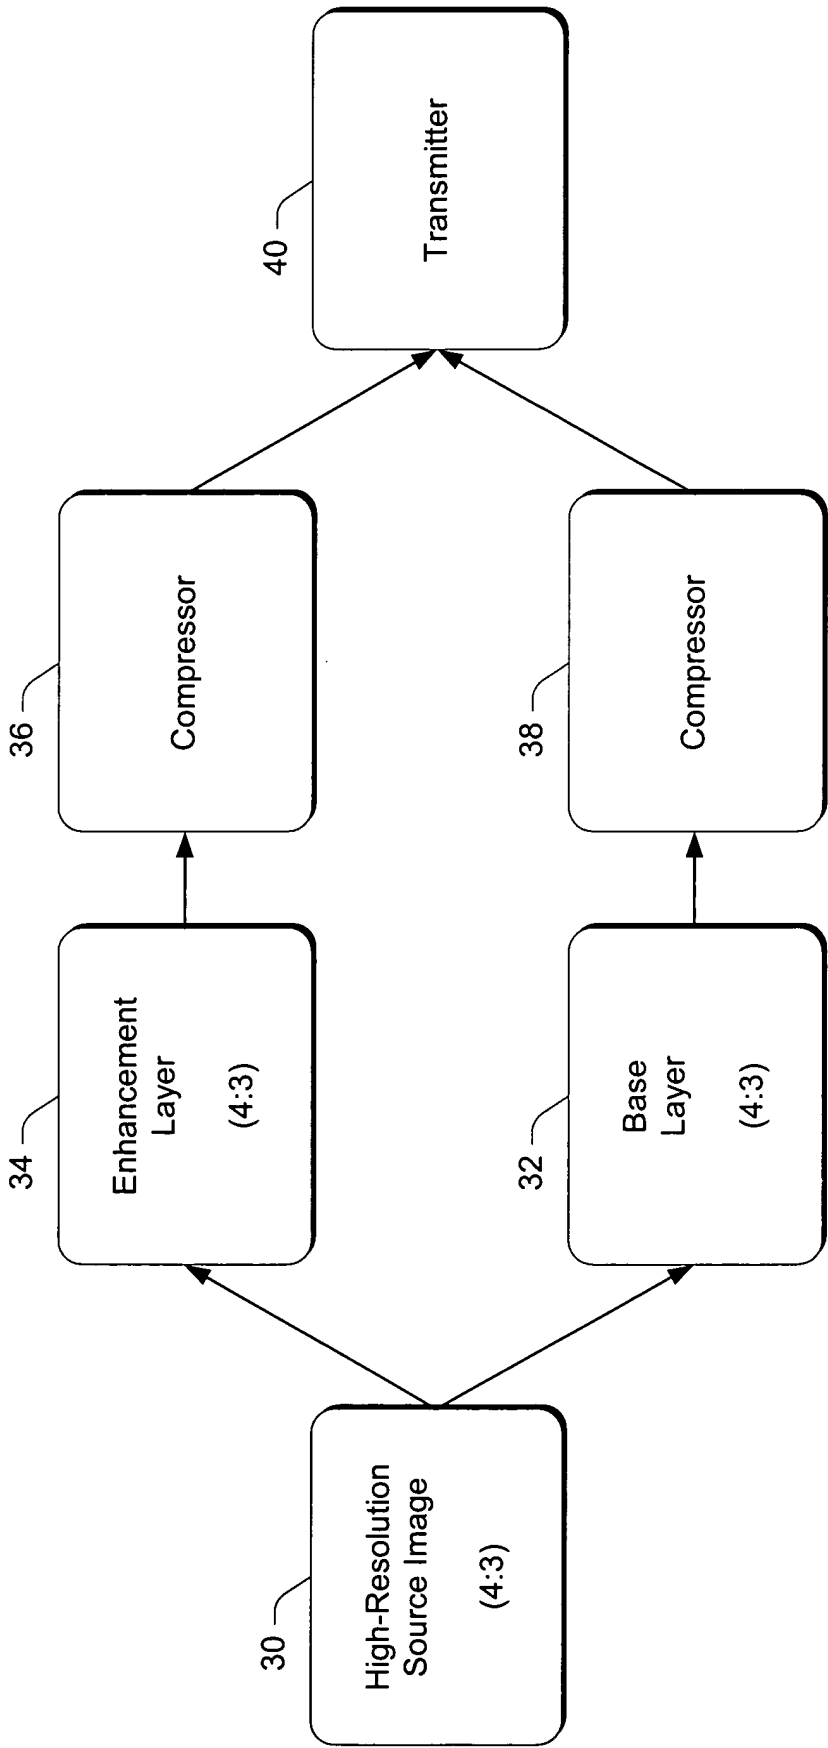 30
High-Resolution
Source Image
(4:3)
34
Enhancement
Layer
(4:3)
36
Compressor
32
Base
Layer
(4:3)
38
Compressor
40
Transmitter